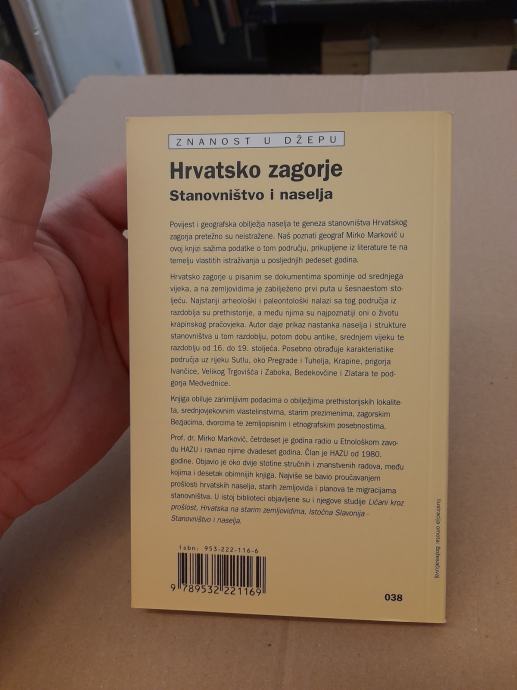 ZNANOST U DŽEPU
Hrvatsko zagorje
Stanovništvo i naselja
Povijest i geografska obilježja naselja te geneza stanovništva Hrvatskog
zagorja pretežno su neistražene. Naš poznati geograf Mirko Marković u
ovoj knjizi sažima podatke o tom području, prikupljene iz literature te na
temelju vlastitih istraživanja u posljednjih pedeset godina.
Hrvatsko zagorje u pisanim se dokumentima spominje od srednjega
vijeka, a na zemljovidima je zabilježeno prvi puta u šesnaestom sto-
ljeću. Najstariji arheološki i paleontološki nalazi sa tog područja iz
razdoblja su prethistorije, a među njima su najpoznatiji oni o životu
krapinskog pračovjeka. Autor daje prikaz nastanka naselja i strukture
stanovništva u tom razdoblju, potom dobu antike, srednjem vijeku te
razdoblju od 16. do 19. stoljeća. Posebno obrađuje karakteristike
područja uz rijeku Sutlu, oko Pregrade i Tuhelja, Krapine, prigorja
Ivančice, Velikog Trgovišća i Zaboka, Bedekovčine i Zlatara te pod-
gorja Medvednice.
Knjiga obiluje zanimljivim podacima o obilježjima prethistorijskih lokalite-
ta, srednjovjekovnim vlastelinstvima, starim prezimenima, zagorskim
Bezjacima, dvorcima te zemljopisnim i etnografskim posebnostima.
Prof. dr. Mirko Marković, četrdeset je godina radio u Etnološkom zavo-
du HAZU i ravnao njime dvadeset godina. Član je HAZU od 1980.
godine. Objavio je oko dvije stotine stručnih i znanstvenih radova, među
kojima i desetak obimnijih knjiga. Najviše se bavio proučavanjem
prošlosti hrvatskih naselja, starih zemljovida i planova te migracijama
stanovništva. U istoj biblioteci objavljene su i njegove studije Ličani kroz
prošlost, Hrvatska na starim zemljovidima, Istočna Slavonija -
Stanovništvo i naselja.
isbn: 953-222-116-6
9 789532 221169
038